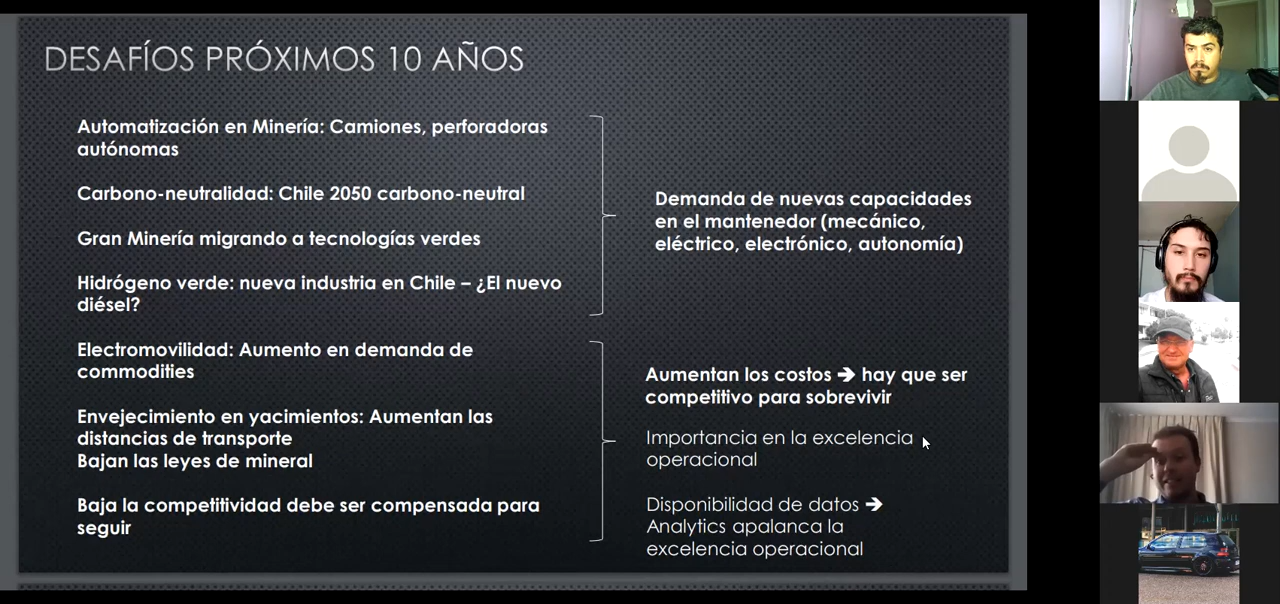 DESAFÍOS PRÓXIMOS 10 AÑOS
Automatización en Minería: Camiones, perforadoras
autónomas
Carbono-neutralidad: Chile 2050 carbono-neutral
Gran Minería migrando a tecnologías verdes
Hidrógeno verde: nueva industria en Chile – ¿El nuevo
diésel?
Demanda de nuevas capacidades
en el mantenedor (mecánico,
eléctrico, electrónico, autonomía)
Electromovilidad: Aumento en demanda de
commodities
Envejecimiento en yacimientos: Aumentan las
distancias de transporte
Bajan las leyes de mineral
Baja la competitividad debe ser compensada para
seguir
Aumentan los costos ➔ hay que ser
competitivo para sobrevivir
Importancia en la excelencia
operacional
Disponibilidad de datos ➔
Analytics apalanca la
excelencia operacional